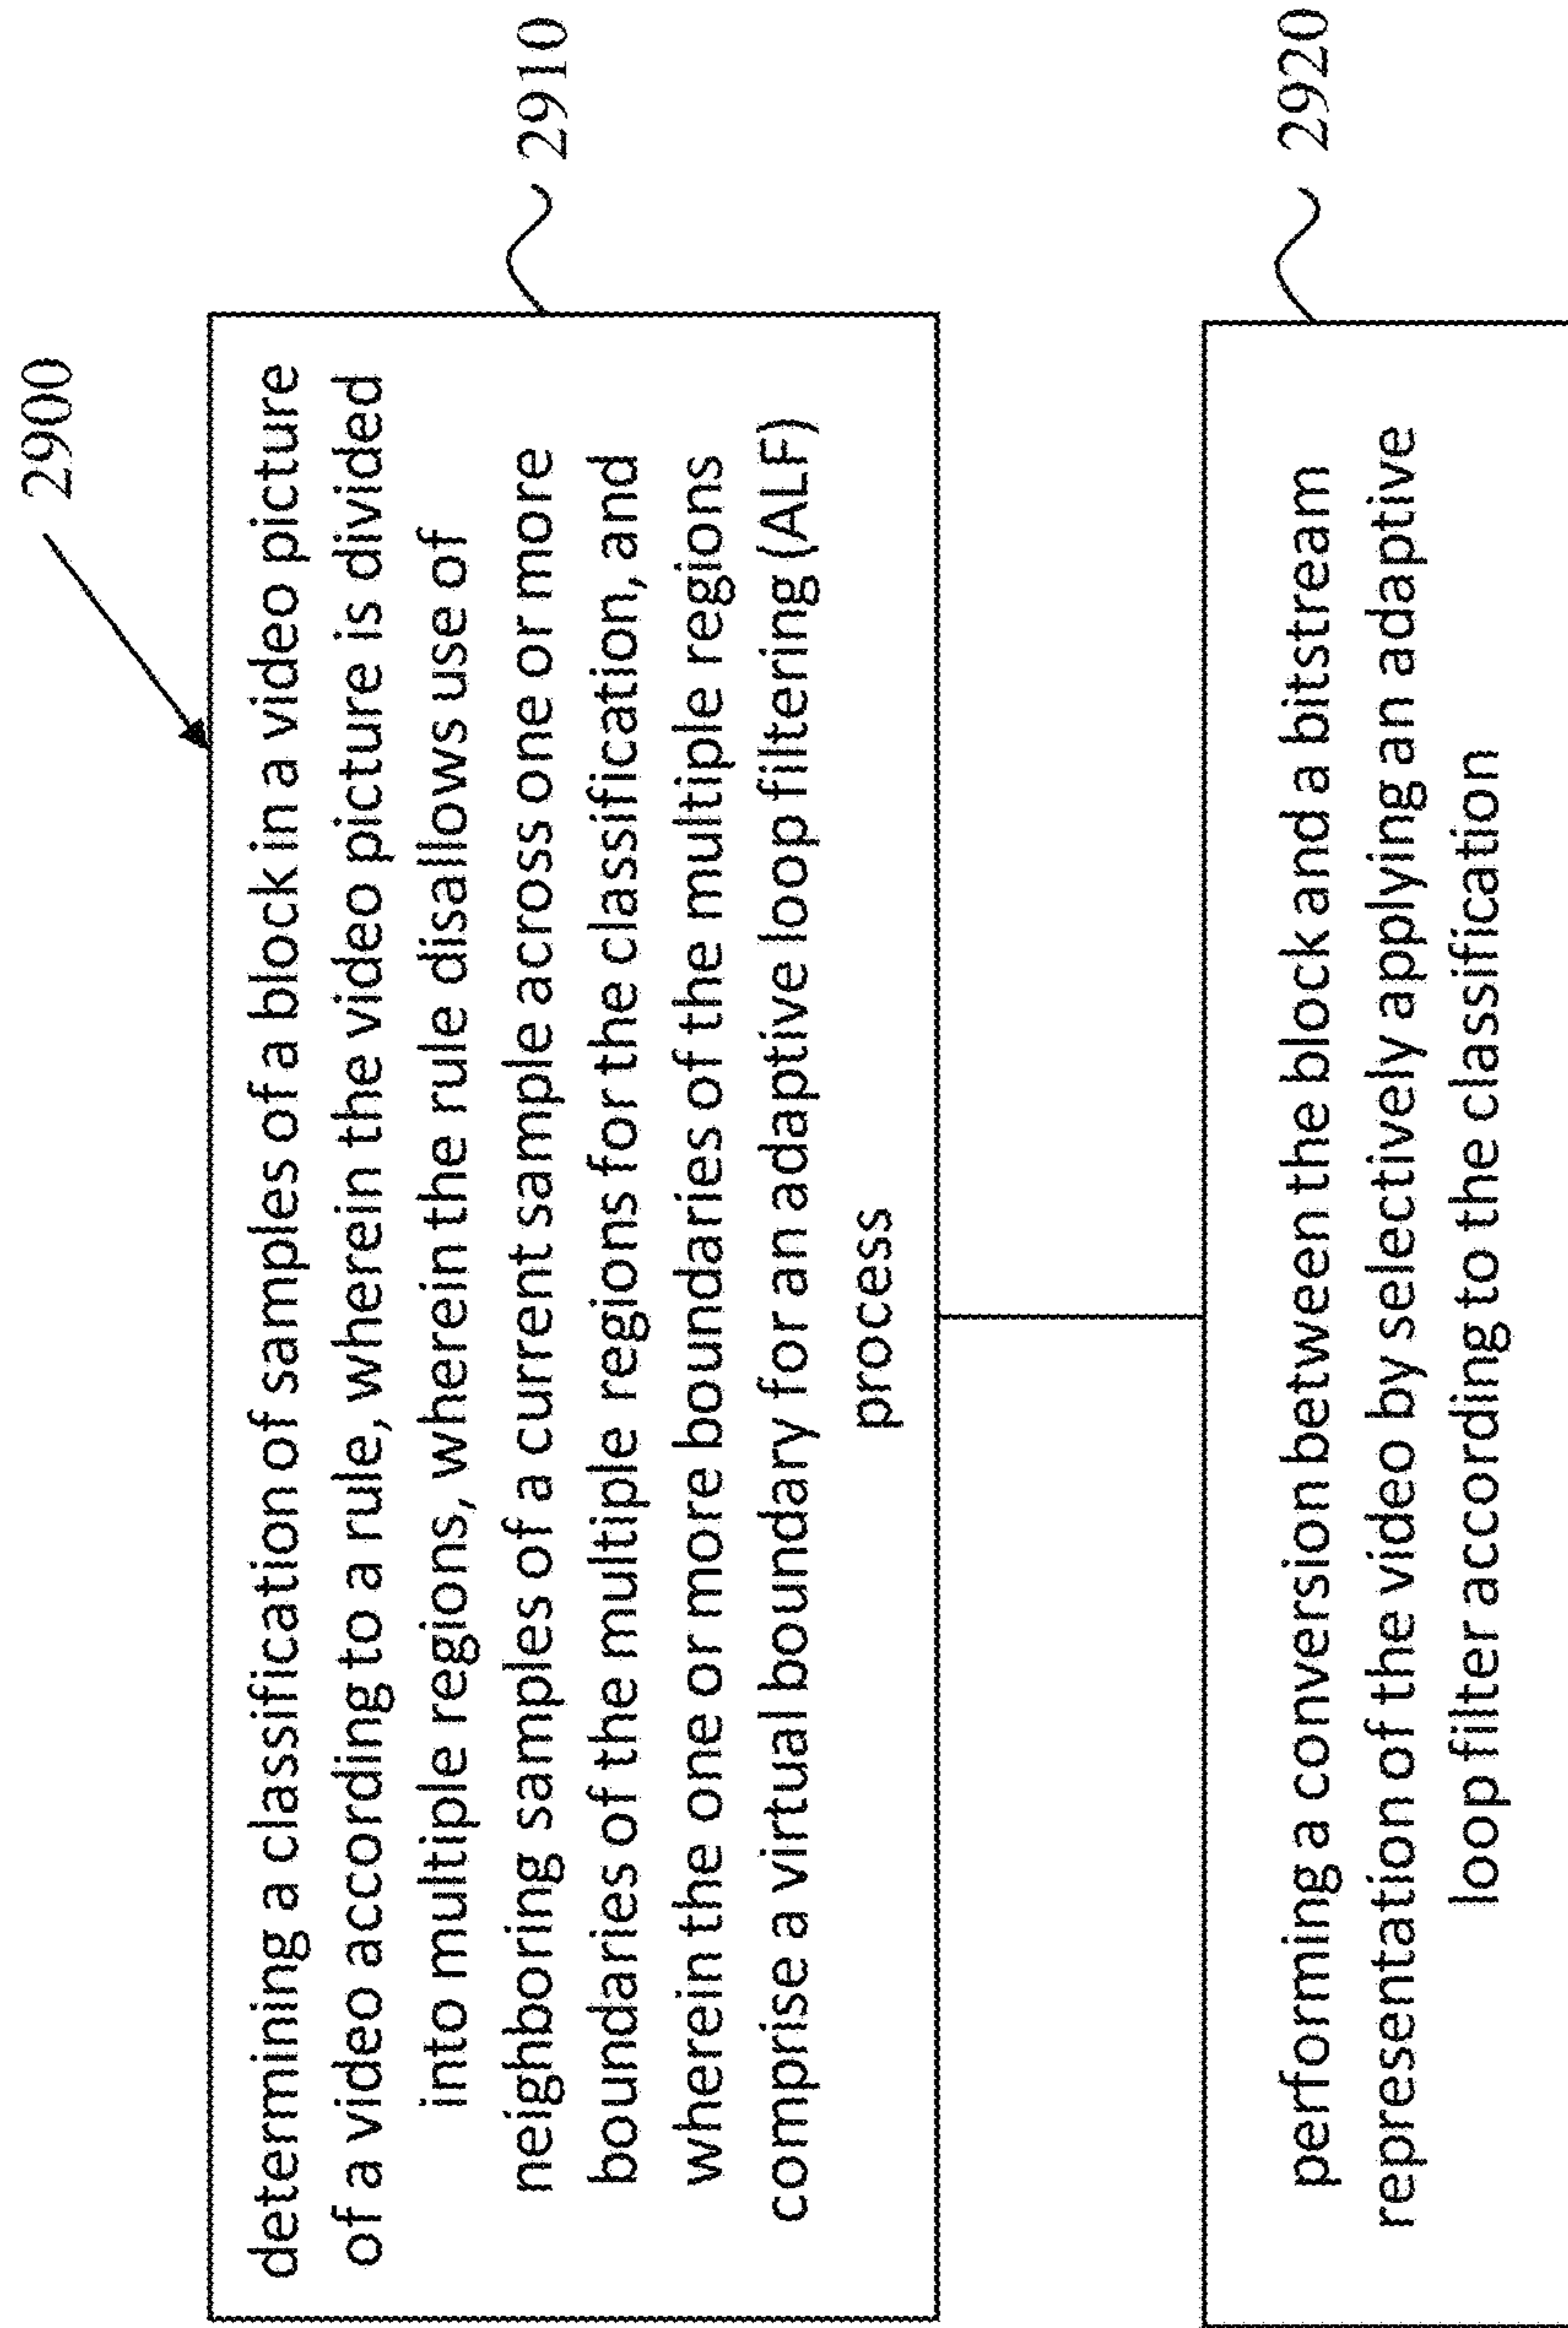 2900
determining a classification of samples of a block in a video picture
of a video according to a rule, wherein the video picture is divided
into multiple regions, wherein the rule disallows use of
neighboring samples of a current sample across one or more
boundaries of the multiple regions for the classification, and
wherein the one or more boundaries of the multiple regions
comprise a virtual boundary for an adaptive loop filtering (ALF)
process
2910
performing a conversion between the block and a bitstream
representation of the video by selectively applying an adaptive
loop filter according to the classification
2920